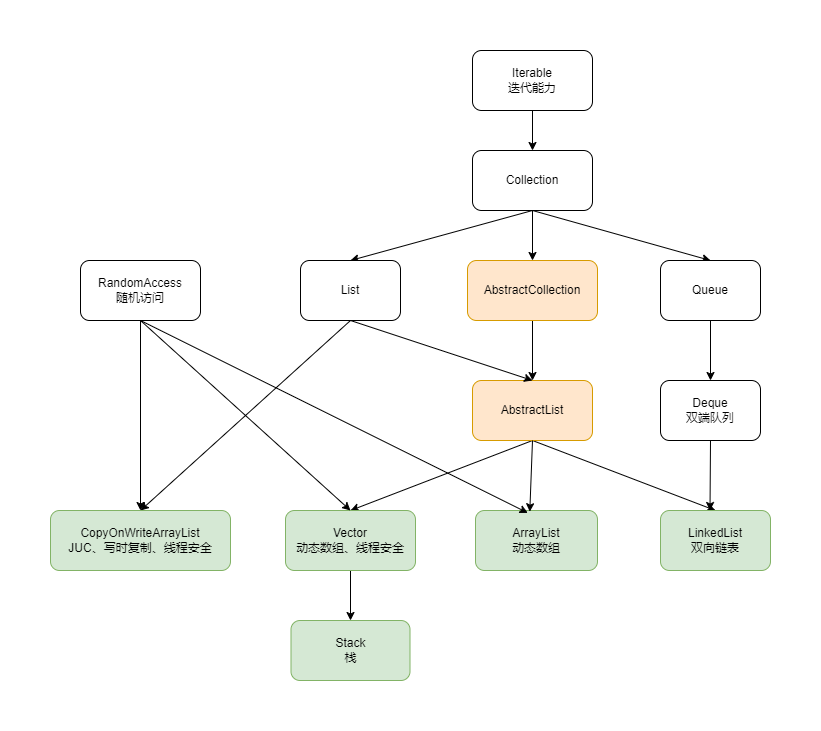 Iterable
迭代能力
Collection
RandomAccess
随机访问
List
AbstractCollection
Queue
AbstractList
Deque
双端队列
CopyOnWriteArrayList
JUC、写时复制、线程安全
Vector
动态数组、线程安全
ArrayList
动态数组
LinkedList
双向链表
Stack
栈